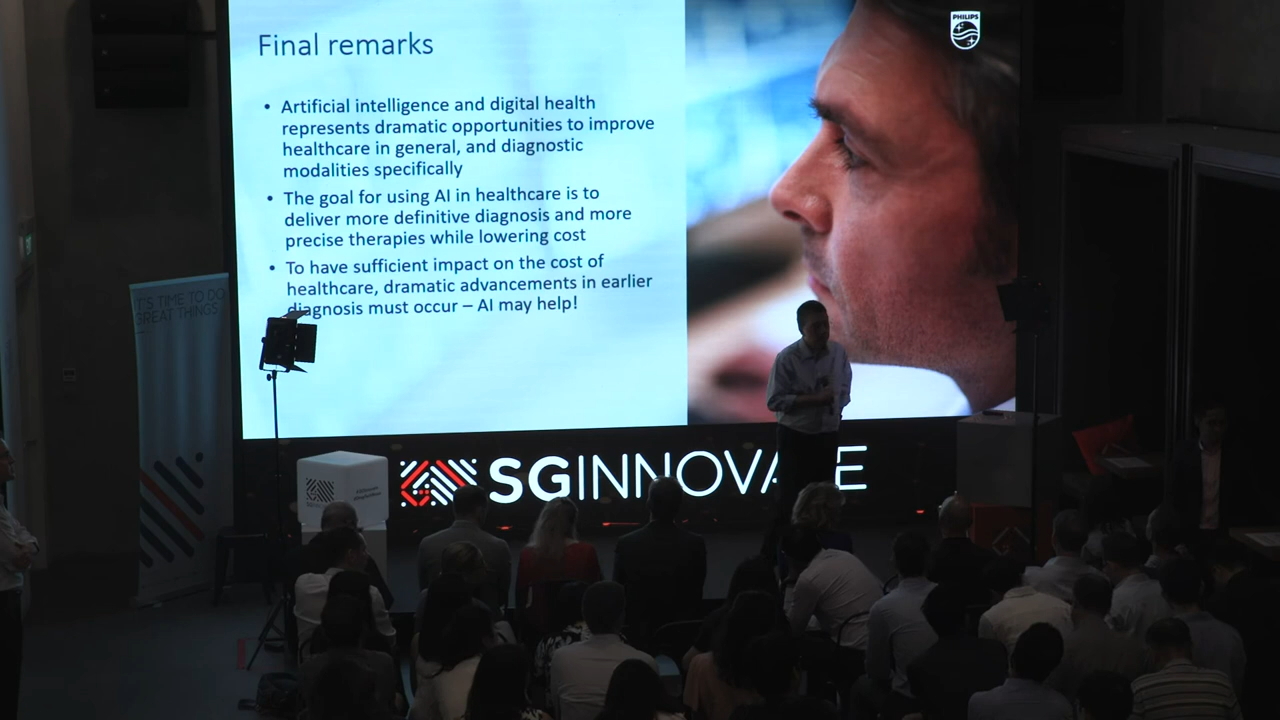 Final remarks
PHILIPS
• Artificial intelligence and digital health
represents dramatic opportunities to improve
healthcare in general, and diagnostic
modalities specifically
• The goal for using AI in healthcare is to
deliver more definitive diagnosis and more
precise therapies while lowering cost
• To have sufficient impact on the cost of
healthcare, dramatic advancements in earlier
diagnosis must occur – AI may help!
IT'S TIME TO DO
GREAT THINGS
SGINNOVATE